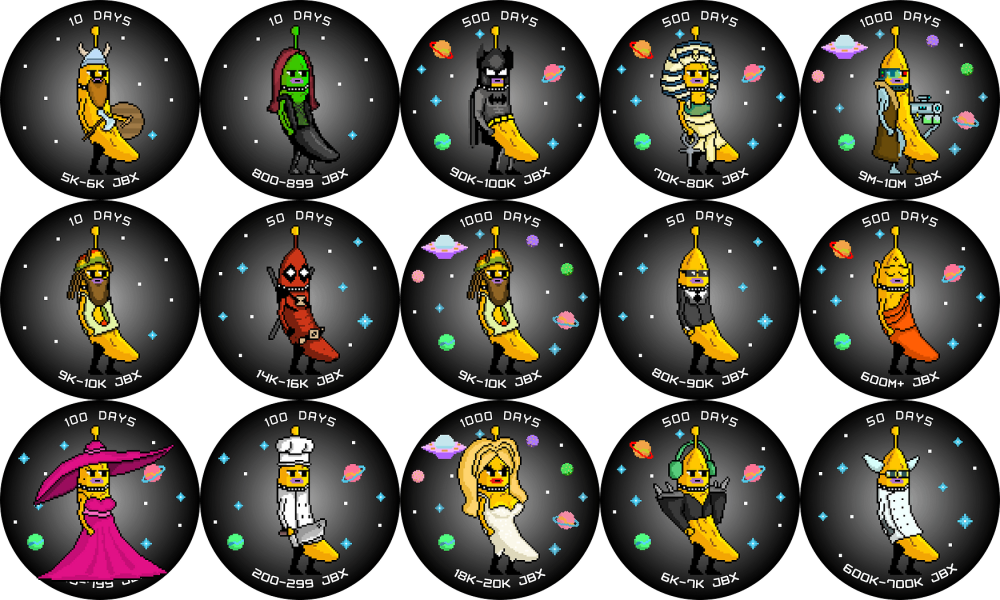 10 DAYS
5K-6K JBX
10 DAYS
800-899 JBX
500 DAYS
90K-100K JBX
500 DAYS
70K-80K JBX
1000 DAYS
9M-10M JBX
10 DAYS
9K-10K JBX
50 DAYS
14K-16K JBX
1000 DAYS
9K-10K JBX
50 DAYS
80K-90K JBX
500 DAYS
600M+ JBX
100 DAYS
JBX
100 DAYS
200-299 JBX
1000 DAYS
18K-20K JBX
500 DAYS
6K-7K JBX
50 DAYS
600K-700K JBX